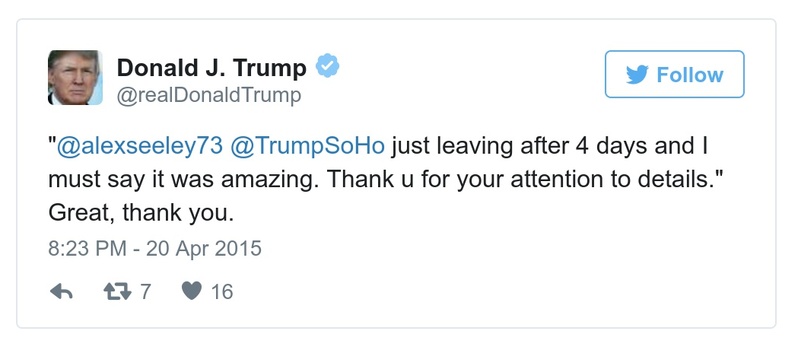 Donald J. Trump
@realDonaldTrump
Follow
"@alexseeley73 @TrumpSoHo just leaving after 4 days and I
must say it was amazing. Thank u for your attention to details."
Great, thank you.
8:23 PM - 20 Apr 2015
7 16